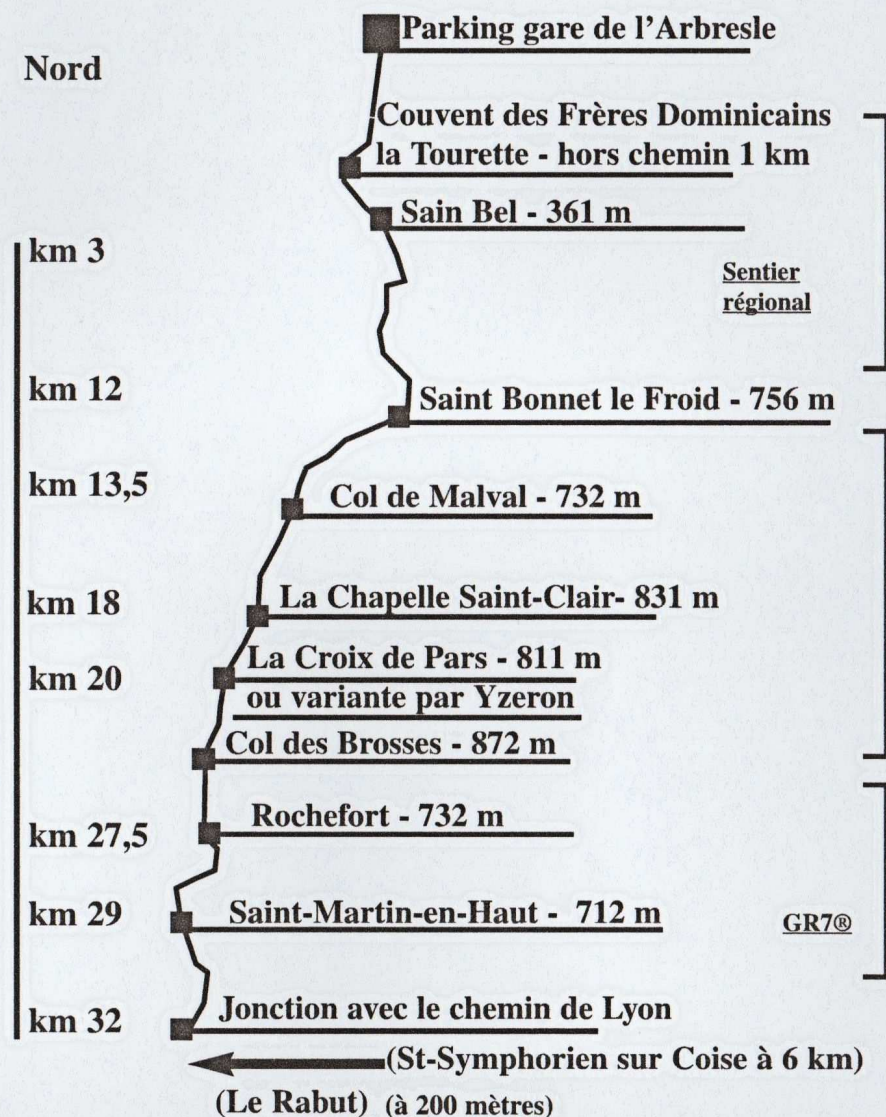 Parking gare de l'Arbresle
Nord
Couvent des Frères Dominicains
la Tourette - hors chemin 1 km
Sain Bel - 361 m
km 3
Sentier
régional
km 12
Saint Bonnet le Froid - 756 m
km 13,5
Col de Malval - 732 m
km 18
La Chapelle Saint-Clair- 831 m
La Croix de Pars - 811 m
km 20
ou variante par Yzeron
Col des Brosses - 872 m
Rochefort - 732 m
km 27,5
km 29
Saint-Martin-en-Haut - 712 m
GR7®
Jonction avec le chemin de Lyon
km 32
(St-Symphorien sur Coise à 6 km)
(Le Rabut) (à 200 mètres)